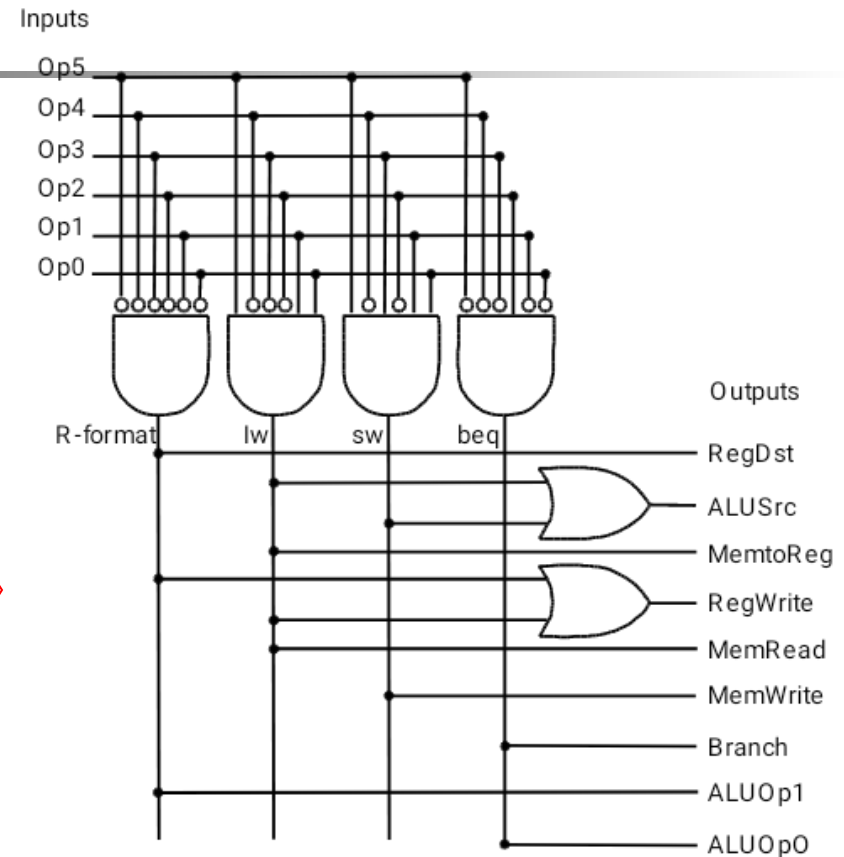 Inputs
Op5
Op4
Op3
Op2
Op1
Op0
R-format lw sw beq
Outputs
RegDst
ALUSrc
MemtoReg
RegWrite
MemRead
MemWrite
Branch
ALUOp1
ALUOpO